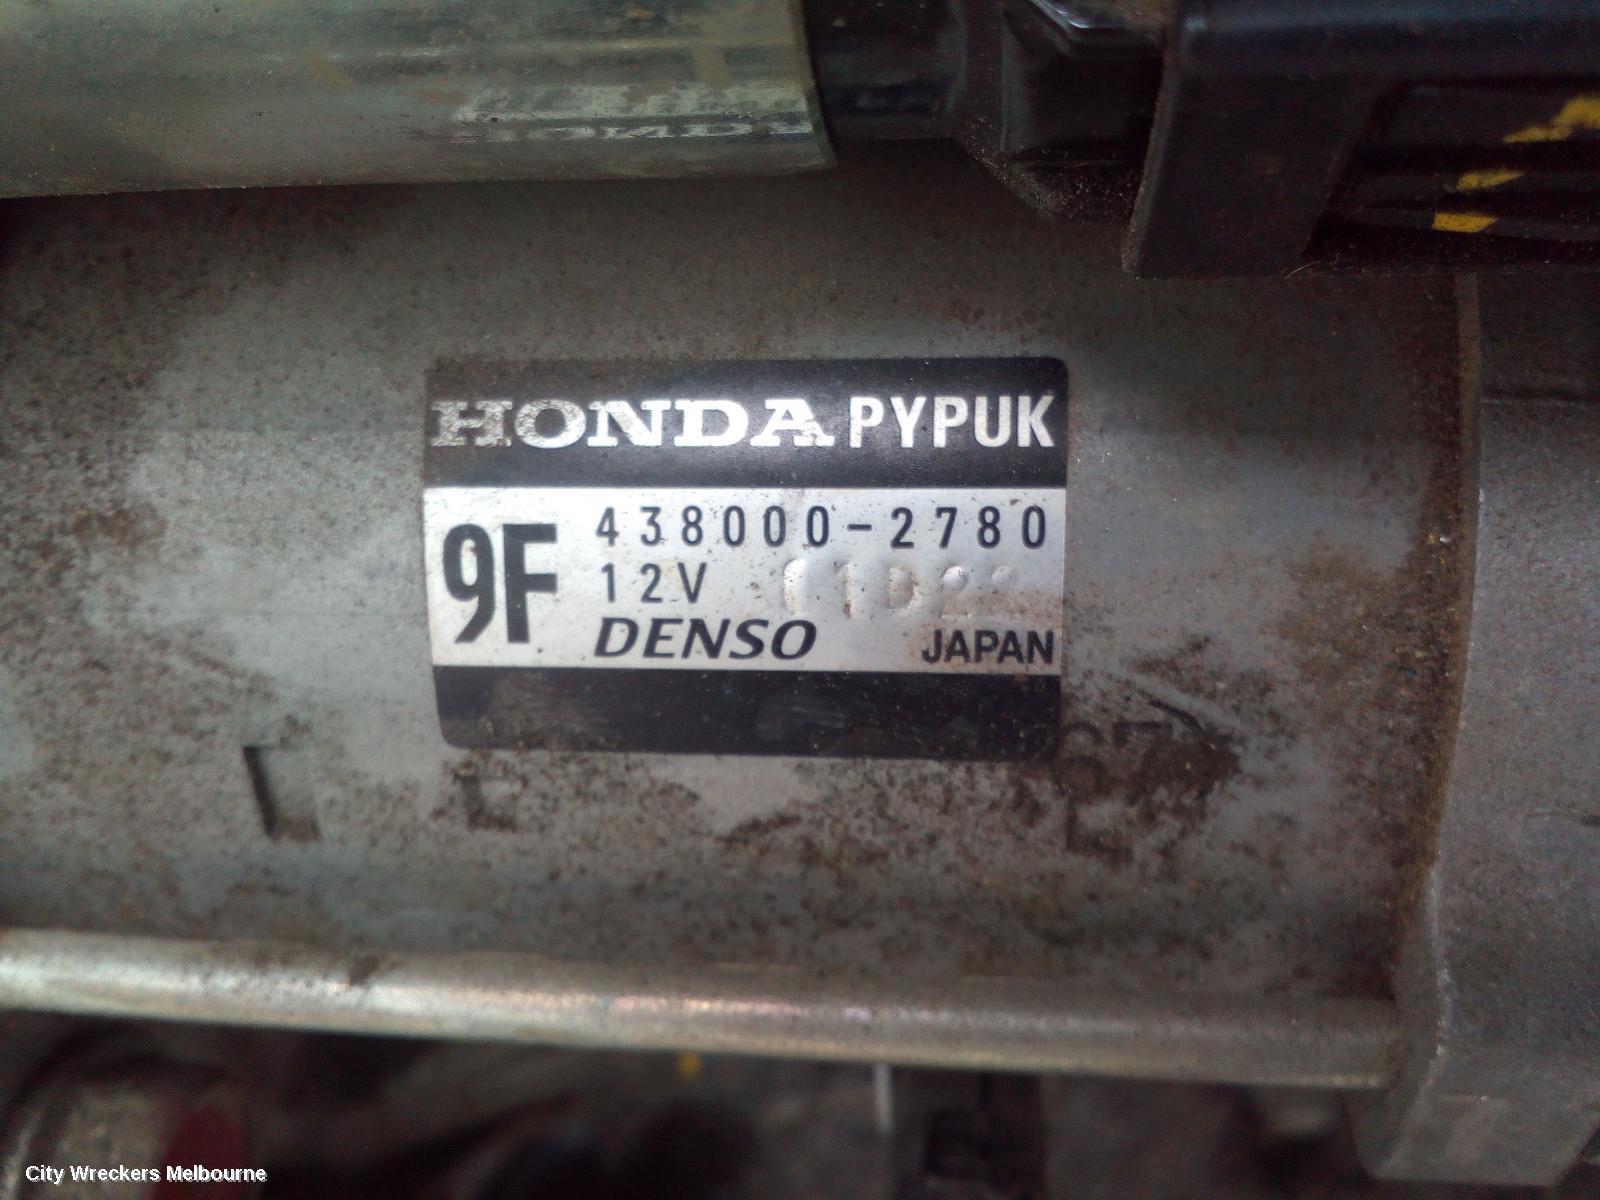 HONDA PYPUK
9F
438000-2780
12V
DENSO JAPAN
City Wreckers Melbourne